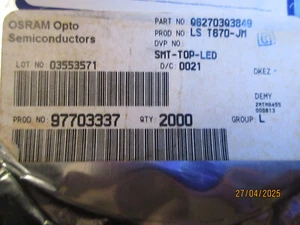 OSRAM Opto
Semiconductors
PART NO Q62703Q3849
PROD NO LS T670-JM
DVP NO:
SMT-TOP-LED
LOT NO: 03553571
D/C: 0021
DKEZ -
DEMY
PROD. NO: 97703337
QTY: 2000
GROUP: L
27/04/2025